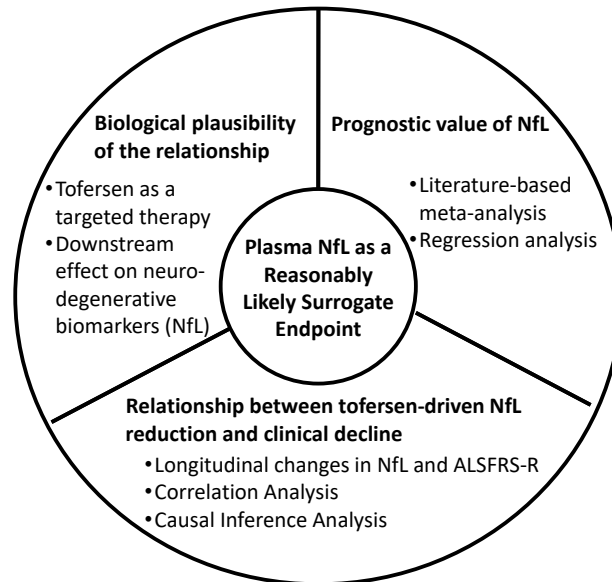 Biological plausibility
of the relationship
•Tofersen as a
targeted therapy
•Downstream
effect on neuro-
degenerative
biomarkers (NfL)
Prognostic value of NfL
•Literature-based
meta-analysis
•Regression analysis
Plasma NfL as a
Reasonably
Likely Surrogate
Endpoint
Relationship between tofersen-driven NfL
reduction and clinical decline
•Longitudinal changes in NfL and ALSFRS-R
•Correlation Analysis
•Causal Inference Analysis